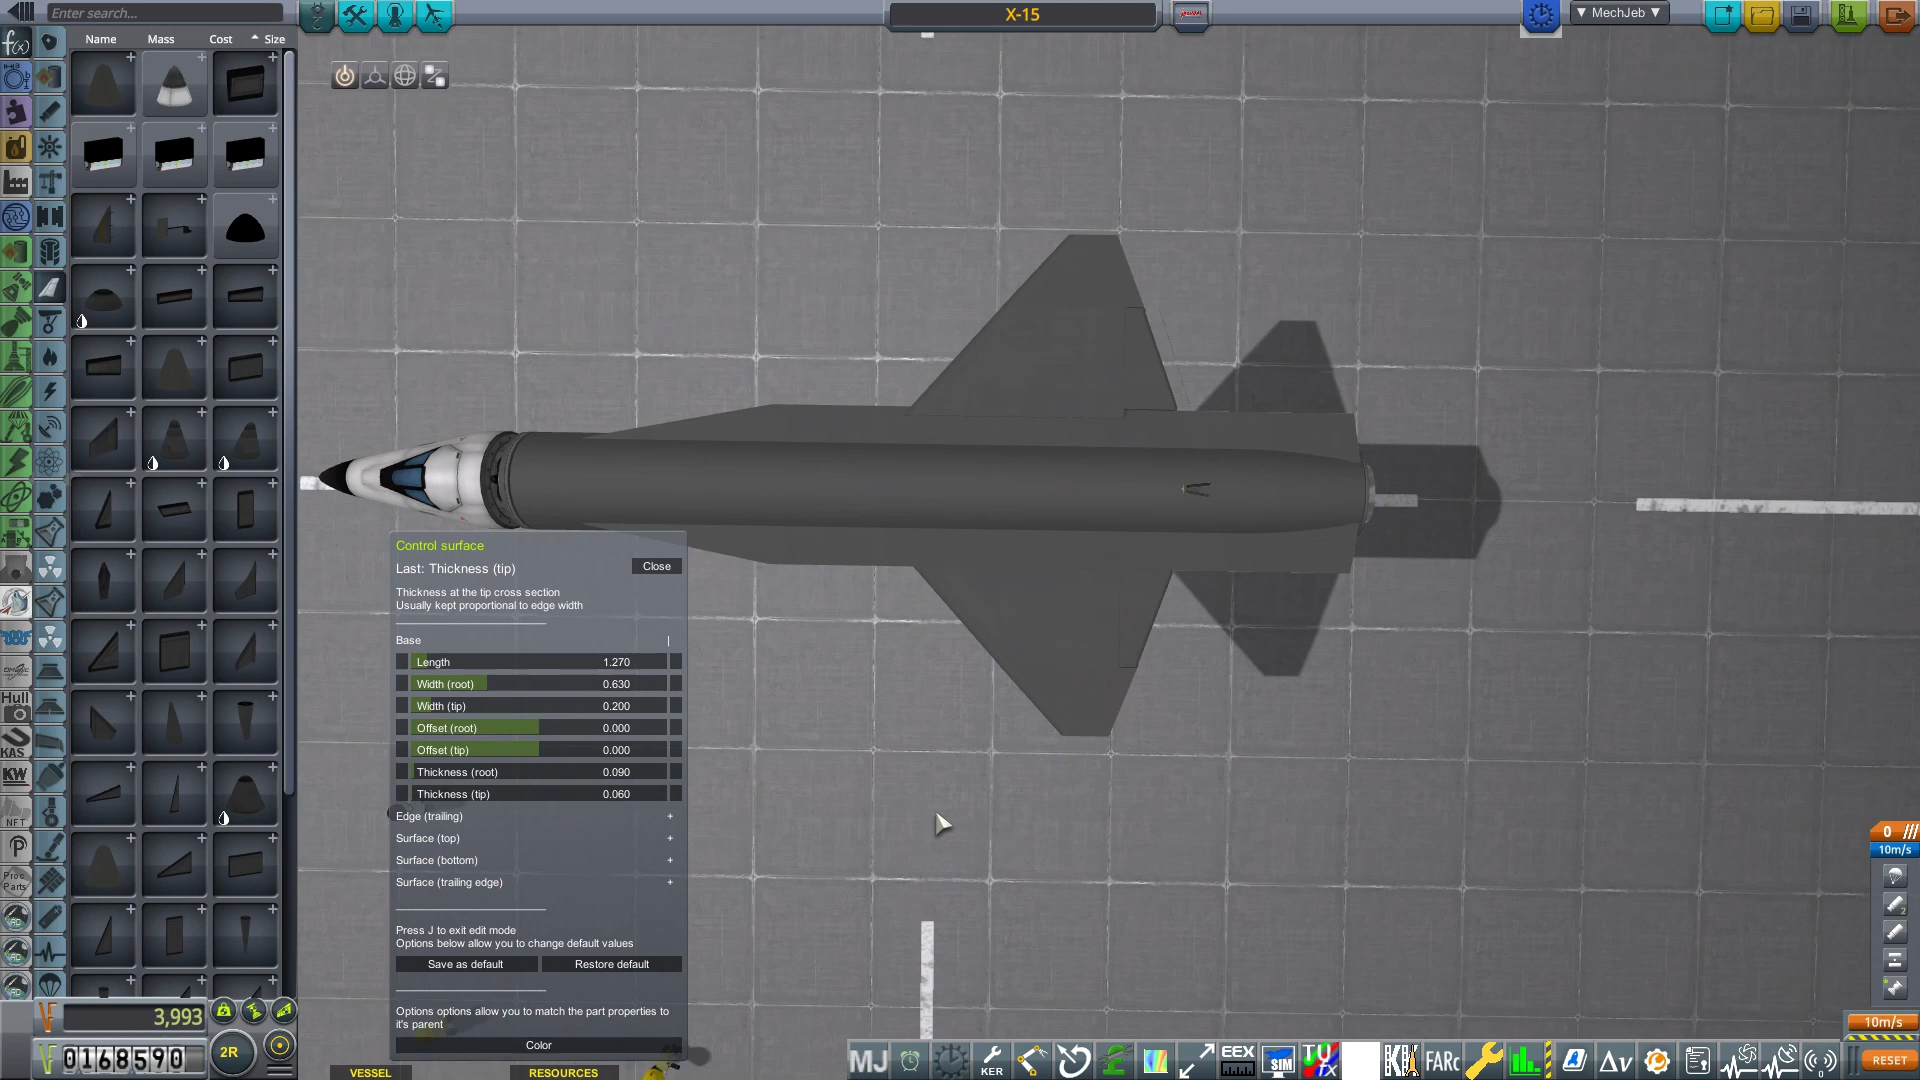 Enter search...
X-15
▼ MechJeb ▼
Name Mass Cost Size
Control surface
Last: Thickness (tip)
Close
Thickness at the tip cross section
Usually kept proportional to edge width
Base |
Length 1.270
Width (root) 0.630
Width (tip) 0.200
Offset (root) 0.000
Offset (tip) 0.000
Thickness (root) 0.090
Thickness (tip) 0.060
Edge (trailing) +
Surface (top) +
Surface (bottom) +
Surface (trailing edge) +
Press J to exit edit mode
Options below allow you to change default values
Save as default Restore default
Options options allow you to match the part properties to
it's parent
Color
VESSEL RESOURCES
f(x)
Hull
KAS
KW
NFT
P
Proc
Parts
3,993
0168590
2R
0
10m/s
2
10m/s
RESET
MJ
KER
EEX
SIM
FARc
Δv
0